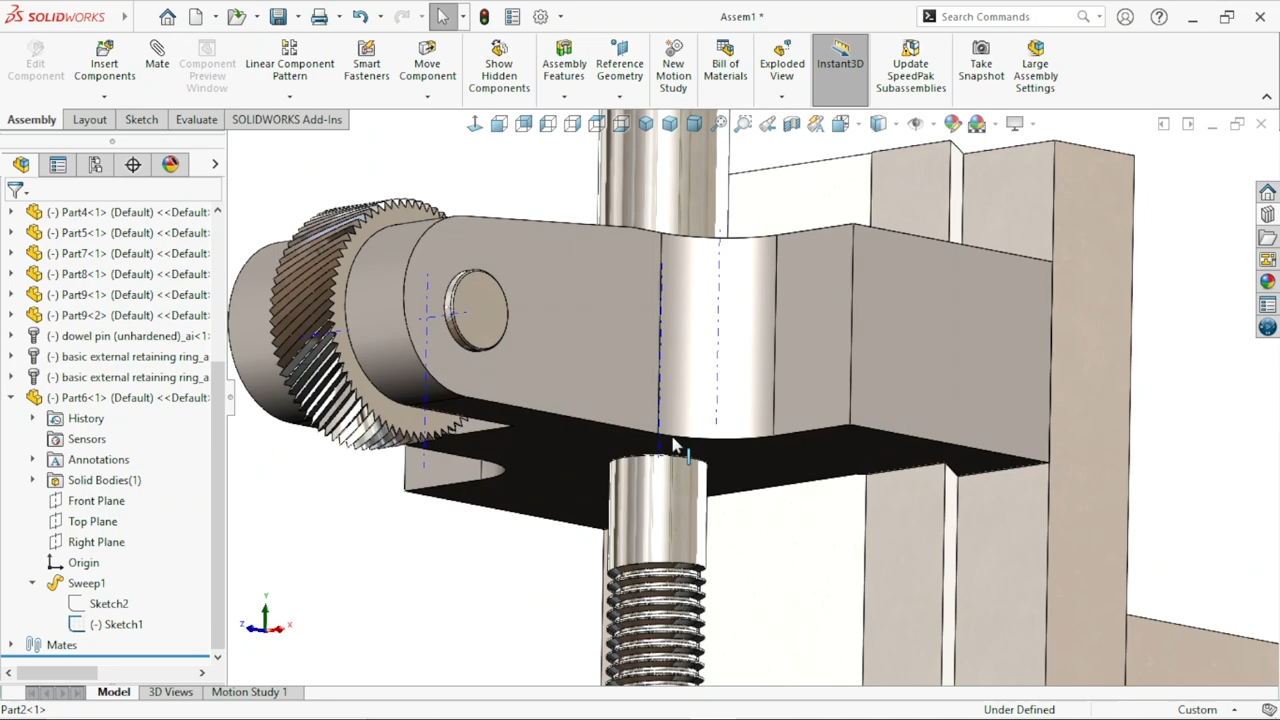 SOLIDWORKS
Assem1 *
Search Commands
Edit Component
Insert Components
Mate
Component Preview Window
Linear Component Pattern
Smart Fasteners
Move Component
Show Hidden Components
Assembly Features
Reference Geometry
New Motion Study
Bill of Materials
Exploded View
Instant3D
Update SpeedPak Subassemblies
Take Snapshot
Large Assembly Settings
Assembly
Layout
Sketch
Evaluate
SOLIDWORKS Add-Ins
(-) Part4<1> (Default) <<Default
(-) Part5<1> (Default) <<Default
(-) Part7<1> (Default) <<Default
(-) Part8<1> (Default) <<Default
(-) Part9<1> (Default) <<Default
(-) Part9<2> (Default) <<Default
(-) dowel pin (unhardened)_ai<1>
(-) basic external retaining ring_a
(-) basic external retaining ring_a
(-) Part6<1> (Default) <<Default
History
Sensors
Annotations
Solid Bodies(1)
Front Plane
Top Plane
Right Plane
Origin
Sweep1
Sketch2
(-) Sketch1
Mates
Y
Z
X
Model
3D Views
Motion Study 1
Part2<1>
Under Defined
Custom